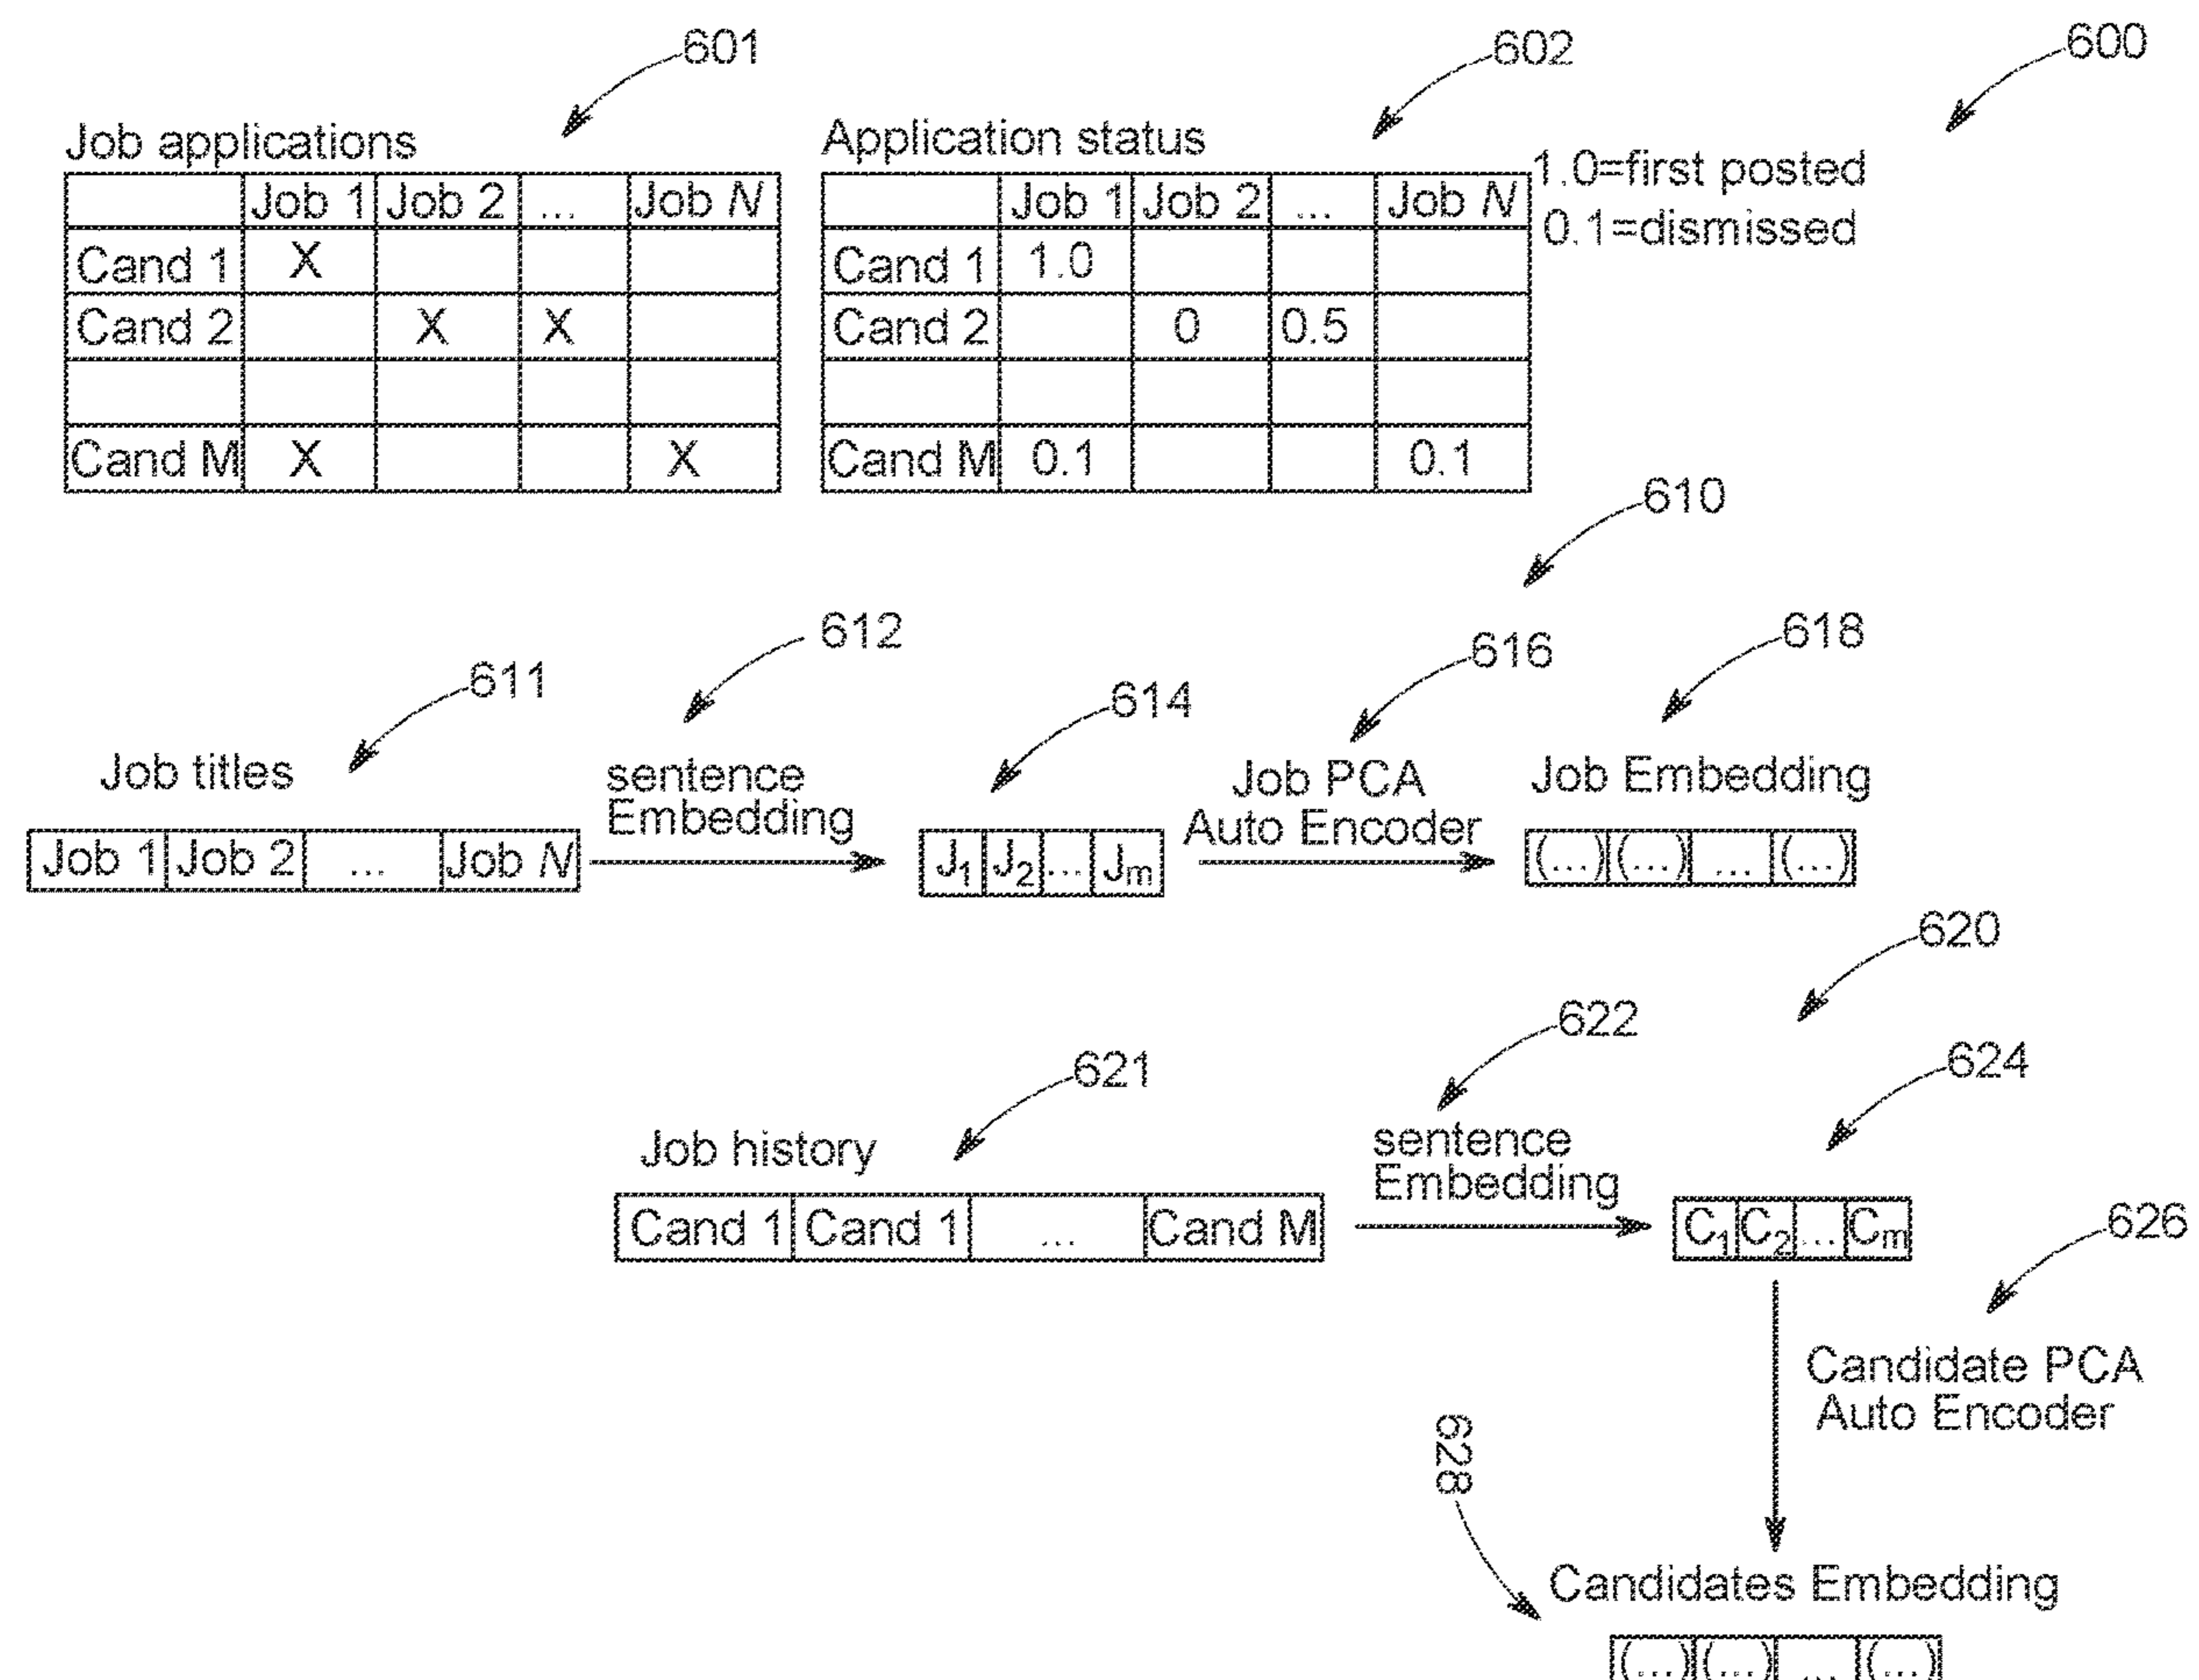 601
602
600
Job applications
Application status
1.0=first posted
0.1=dismissed
Job 1 Job 2 ... Job N
Cand 1 X
Cand 2 X X
Cand M X X
Job 1 Job 2 ... Job N
Cand 1 1.0
Cand 2 0 0.5
Cand M 0.1 0.1
610
612
618
616
611
614
Job titles
sentence
Embedding
Job PCA
Auto Encoder
Job Embedding
Job 1 Job 2 ... Job N
J1 J2 ... Jm
(...) (...) ... (...)
620
622
624
621
Job history
sentence
Embedding
Cand 1 Cand 1 ... Cand M
C1 C2 ... Cm
626
Candidate PCA
Auto Encoder
628
Candidates Embedding
(...) (...) ... (...)